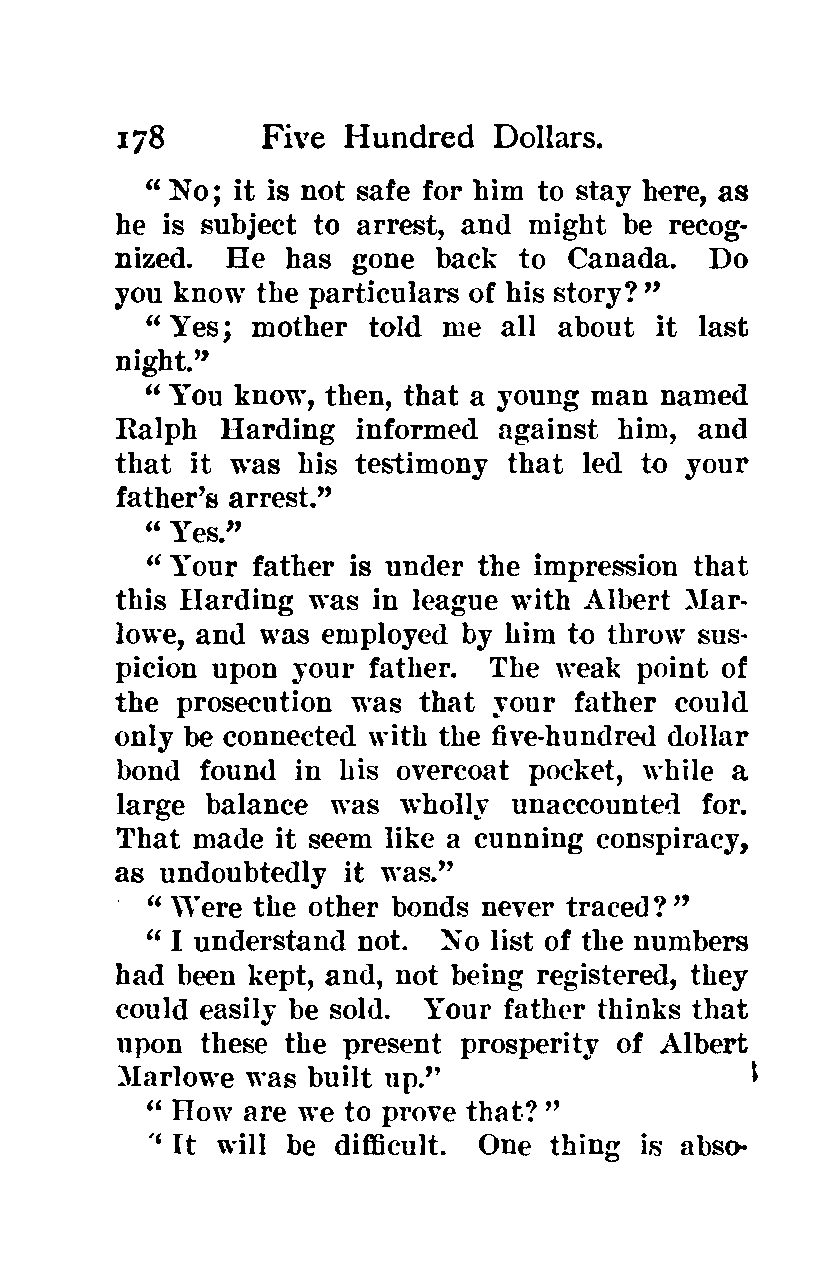 178 Five Hundred Dollars.
“No; it is not safe for him to stay here, as
he is subject to arrest, and might be recog-
nized. He has gone back to Canada. Do
you know the particulars of his story?”
“Yes; mother told me all about it last
night.”
“You know, then, that a young man named
Ralph Harding informed against him, and
that it was his testimony that led to your
father’s arrest.”
“Yes.”
“Your father is under the impression that
this Harding was in league with Albert Mar-
lowe, and was employed by him to throw sus-
picion upon your father. The weak point of
the prosecution was that your father could
only be connected with the five-hundred dollar
bond found in his overcoat pocket, while a
large balance was wholly unaccounted for.
That made it seem like a cunning conspiracy,
as undoubtedly it was.”
“Were the other bonds never traced?”
“I understand not. No list of the numbers
had been kept, and, not being registered, they
could easily be sold. Your father thinks that
upon these the present prosperity of Albert
Marlowe was built up.”
“How are we to prove that?”
“It will be difficult. One thing is abso-